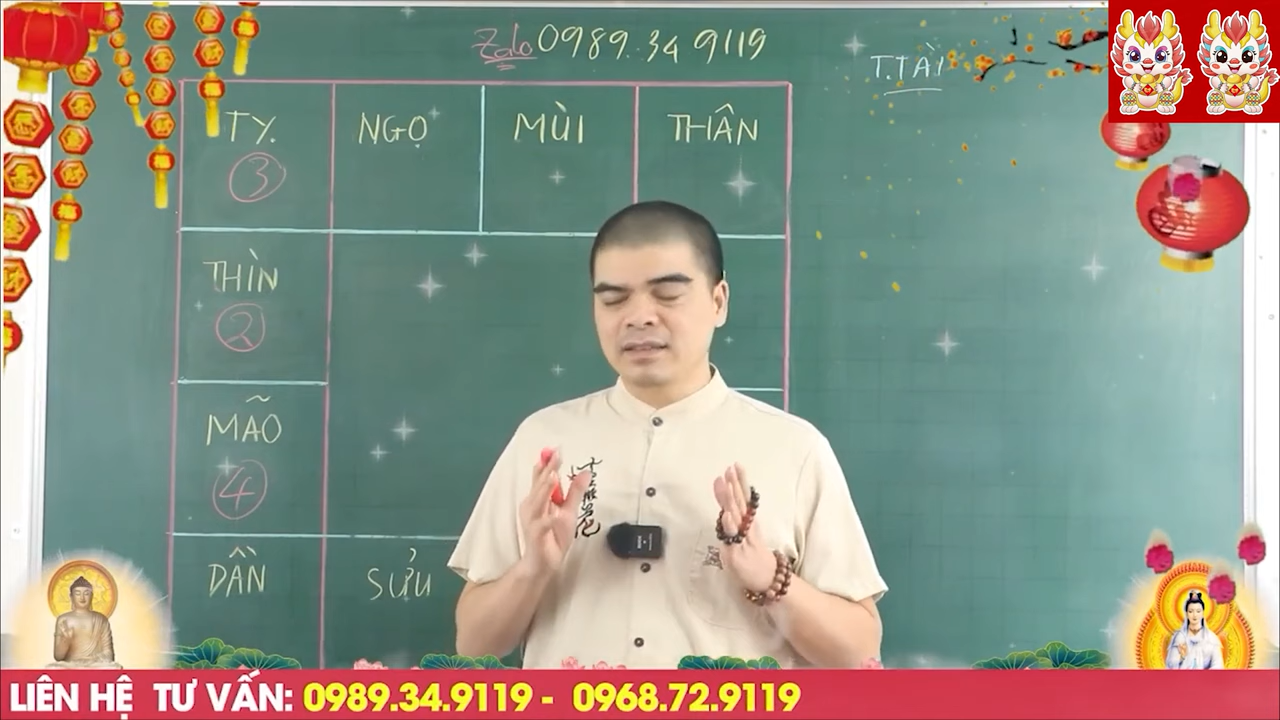 Zalo 0989.34 9119
T.TÀI
TỴ.
NGỌ
MÙI
THÂN
3
THÌN
2
MÃO
4
DẦN
SỬU
LIÊN HỆ TƯ VẤN: 0989.34.9119 - 0968.72.9119